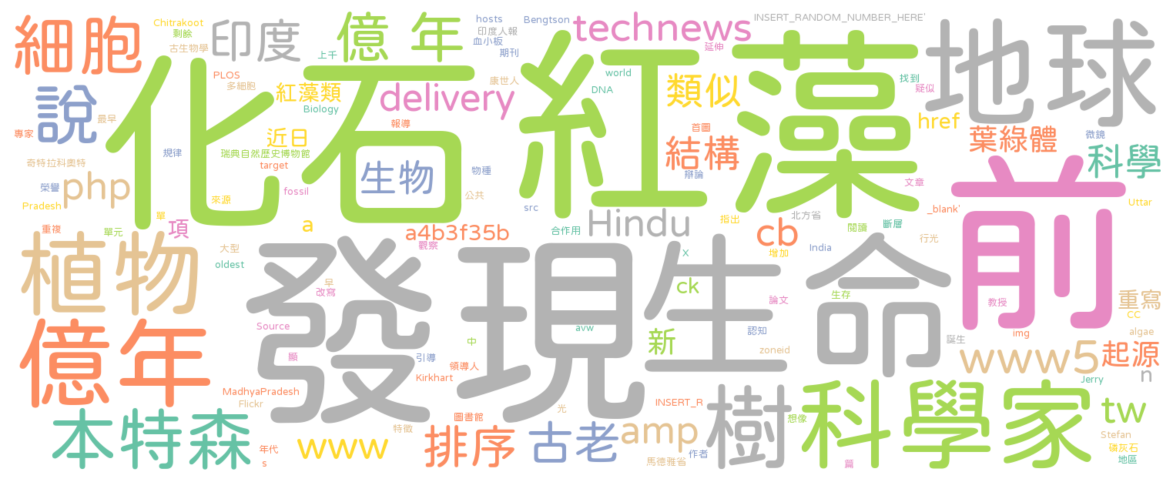 細胞
印度
億 年
technews
INSERT_RANDOM_NUMBER_HERE'
地球
Chitrakoot
剔除
古生物學
hosts
Bengtson
印度人報
血小板
期刊
延伸
上千
PLOS
多細胞
康世人
world
DNA
找到
疑似
化石
紅藻
前
說
最早
紅藻類
Biology
delivery
類似
href
葉綠體
微鏡
專家
近日
報導
首圖
結構
辯論
科學
規律
瑞典自然歷史博物館
target
奇特拉科奧特
榮譽
php
生物
物種
fossil
公共
文章
Pradesh
來源
src
_blank'
Uttar
重複
單
單元
項
a
a4b3f35b
觀察
Hindu
合作用
cb
指出
北方省
閱讀
斷層
行光
大型
oldest
India
X
增加
植物
發現
生命
早
改寫
ck
論文
生存
教授
重寫
CC
億年
Source
avw
認知
img
algae
顯
中
引導
新
zoneid
誕生
www5
起源
n
領導人
Kirkhart
Jerry
MadhyaPradesh
Flickr
INSERT_R
圖書館
光
想像
tw
本特森
www
特徵
排序
古老
amp
樹
科學家
Stefan
磷灰石
年代
s
馬德雅省
作者
篇
地區